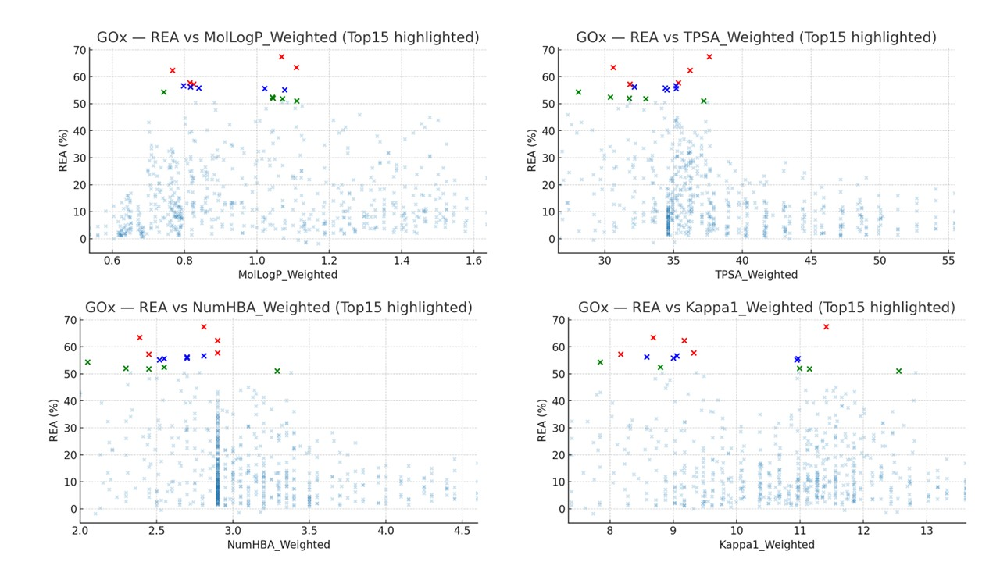 GOx — REA vs MolLogP_Weighted (Top15 highlighted)
70
60
50
40
30
20
10
0
REA (%)
0.6 0.8 1.0 1.2 1.4 1.6
MolLogP_Weighted
GOx — REA vs TPSA_Weighted (Top15 highlighted)
70
60
50
40
30
20
10
0
REA (%)
30 35 40 45 50 55
TPSA_Weighted
GOx — REA vs NumHBA_Weighted (Top15 highlighted)
70
60
50
40
30
20
10
0
REA (%)
2.0 2.5 3.0 3.5 4.0 4.5
NumHBA_Weighted
GOx — REA vs Kappa1_Weighted (Top15 highlighted)
70
60
50
40
30
20
10
0
REA (%)
8 9 10 11 12 13
Kappa1_Weighted